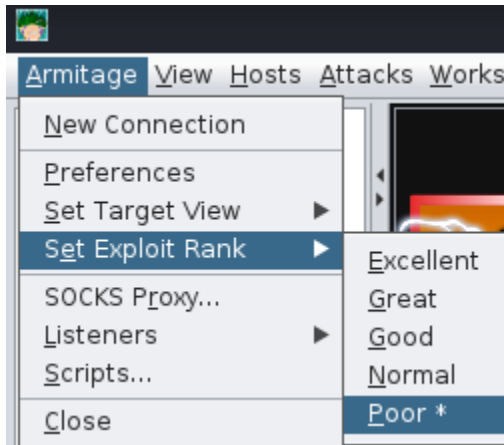 Armitage View Hosts Attacks Works
New Connection
Preferences
Set Target View
Set Exploit Rank
SOCKS Proxy...
Listeners
Scripts...
Close
Excellent
Great
Good
Normal
Poor *